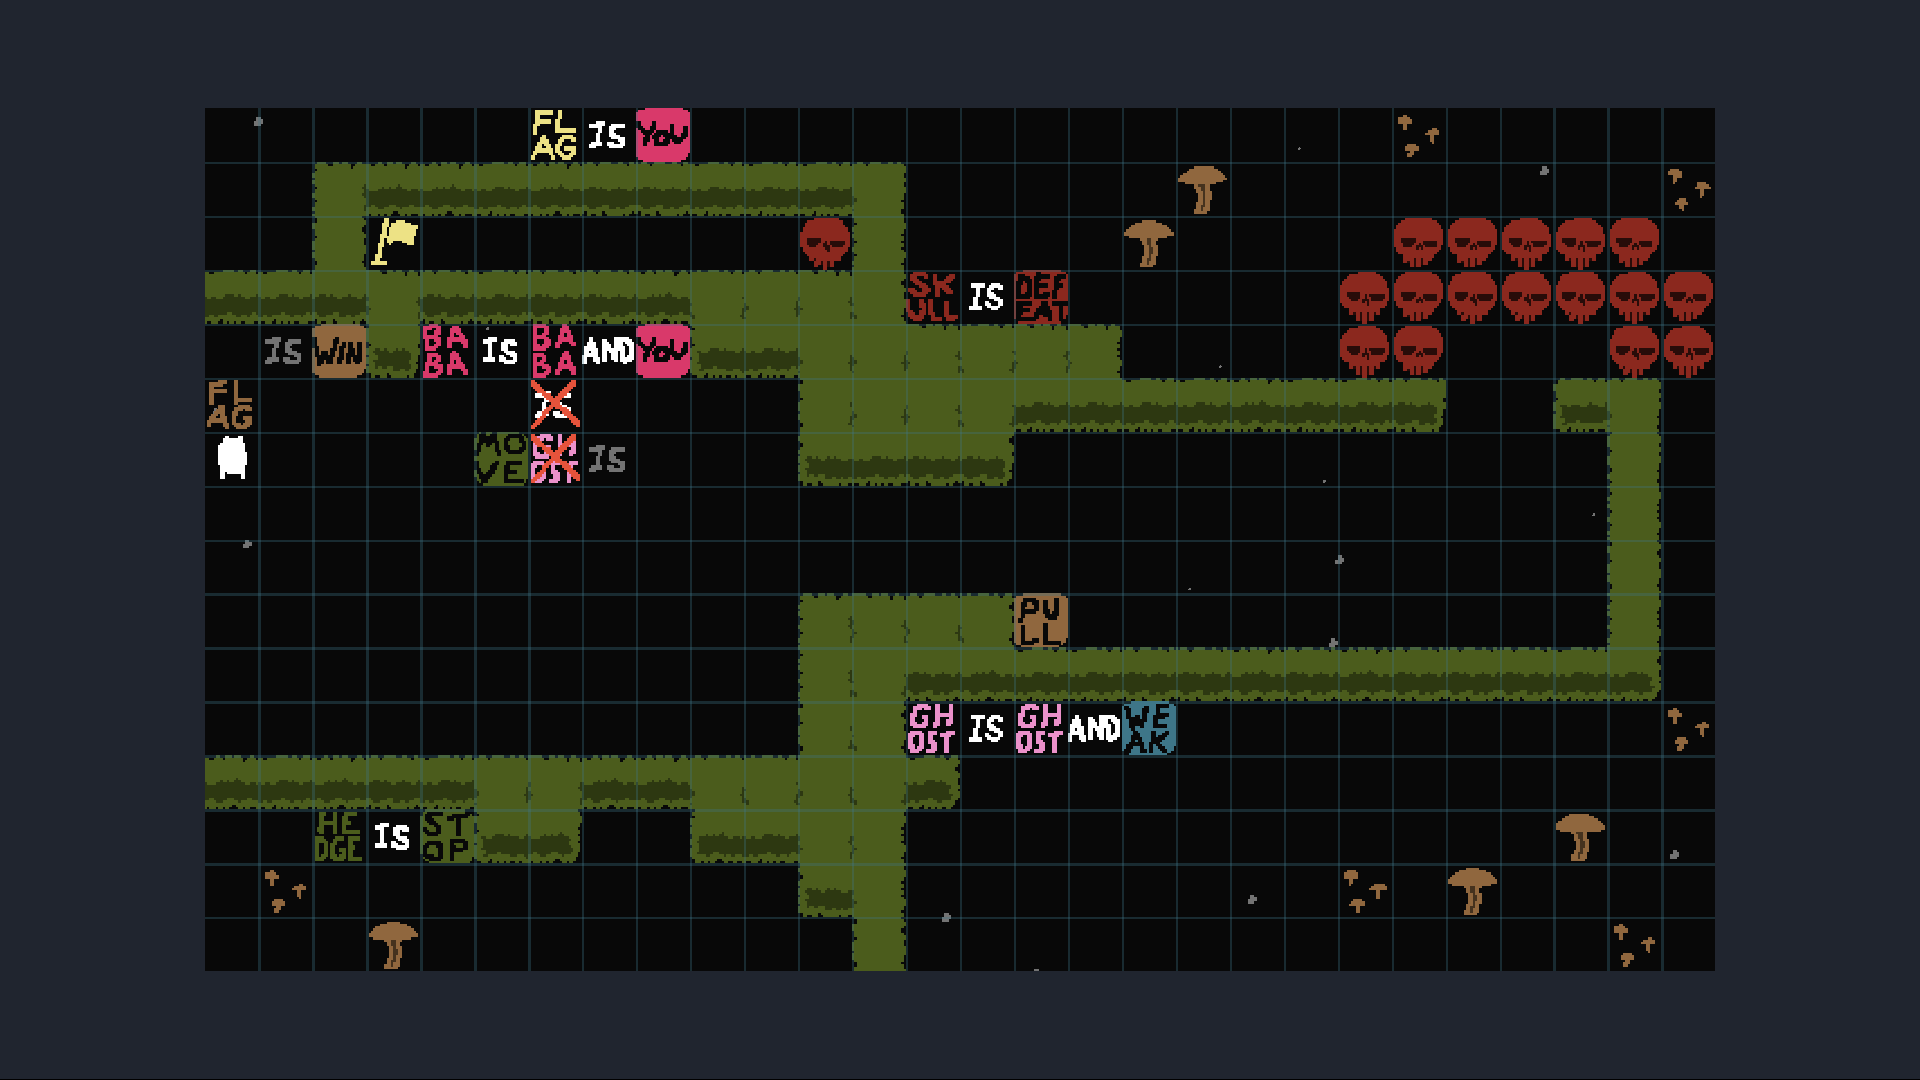 FLAG IS YOU
SKULL IS DEFEAT
IS WIN BABA IS BABA AND YOU
FLAG IS
MOVE GHOST IS
PULL
GHOST IS GHOST AND WEAK
HEDGE IS STOP